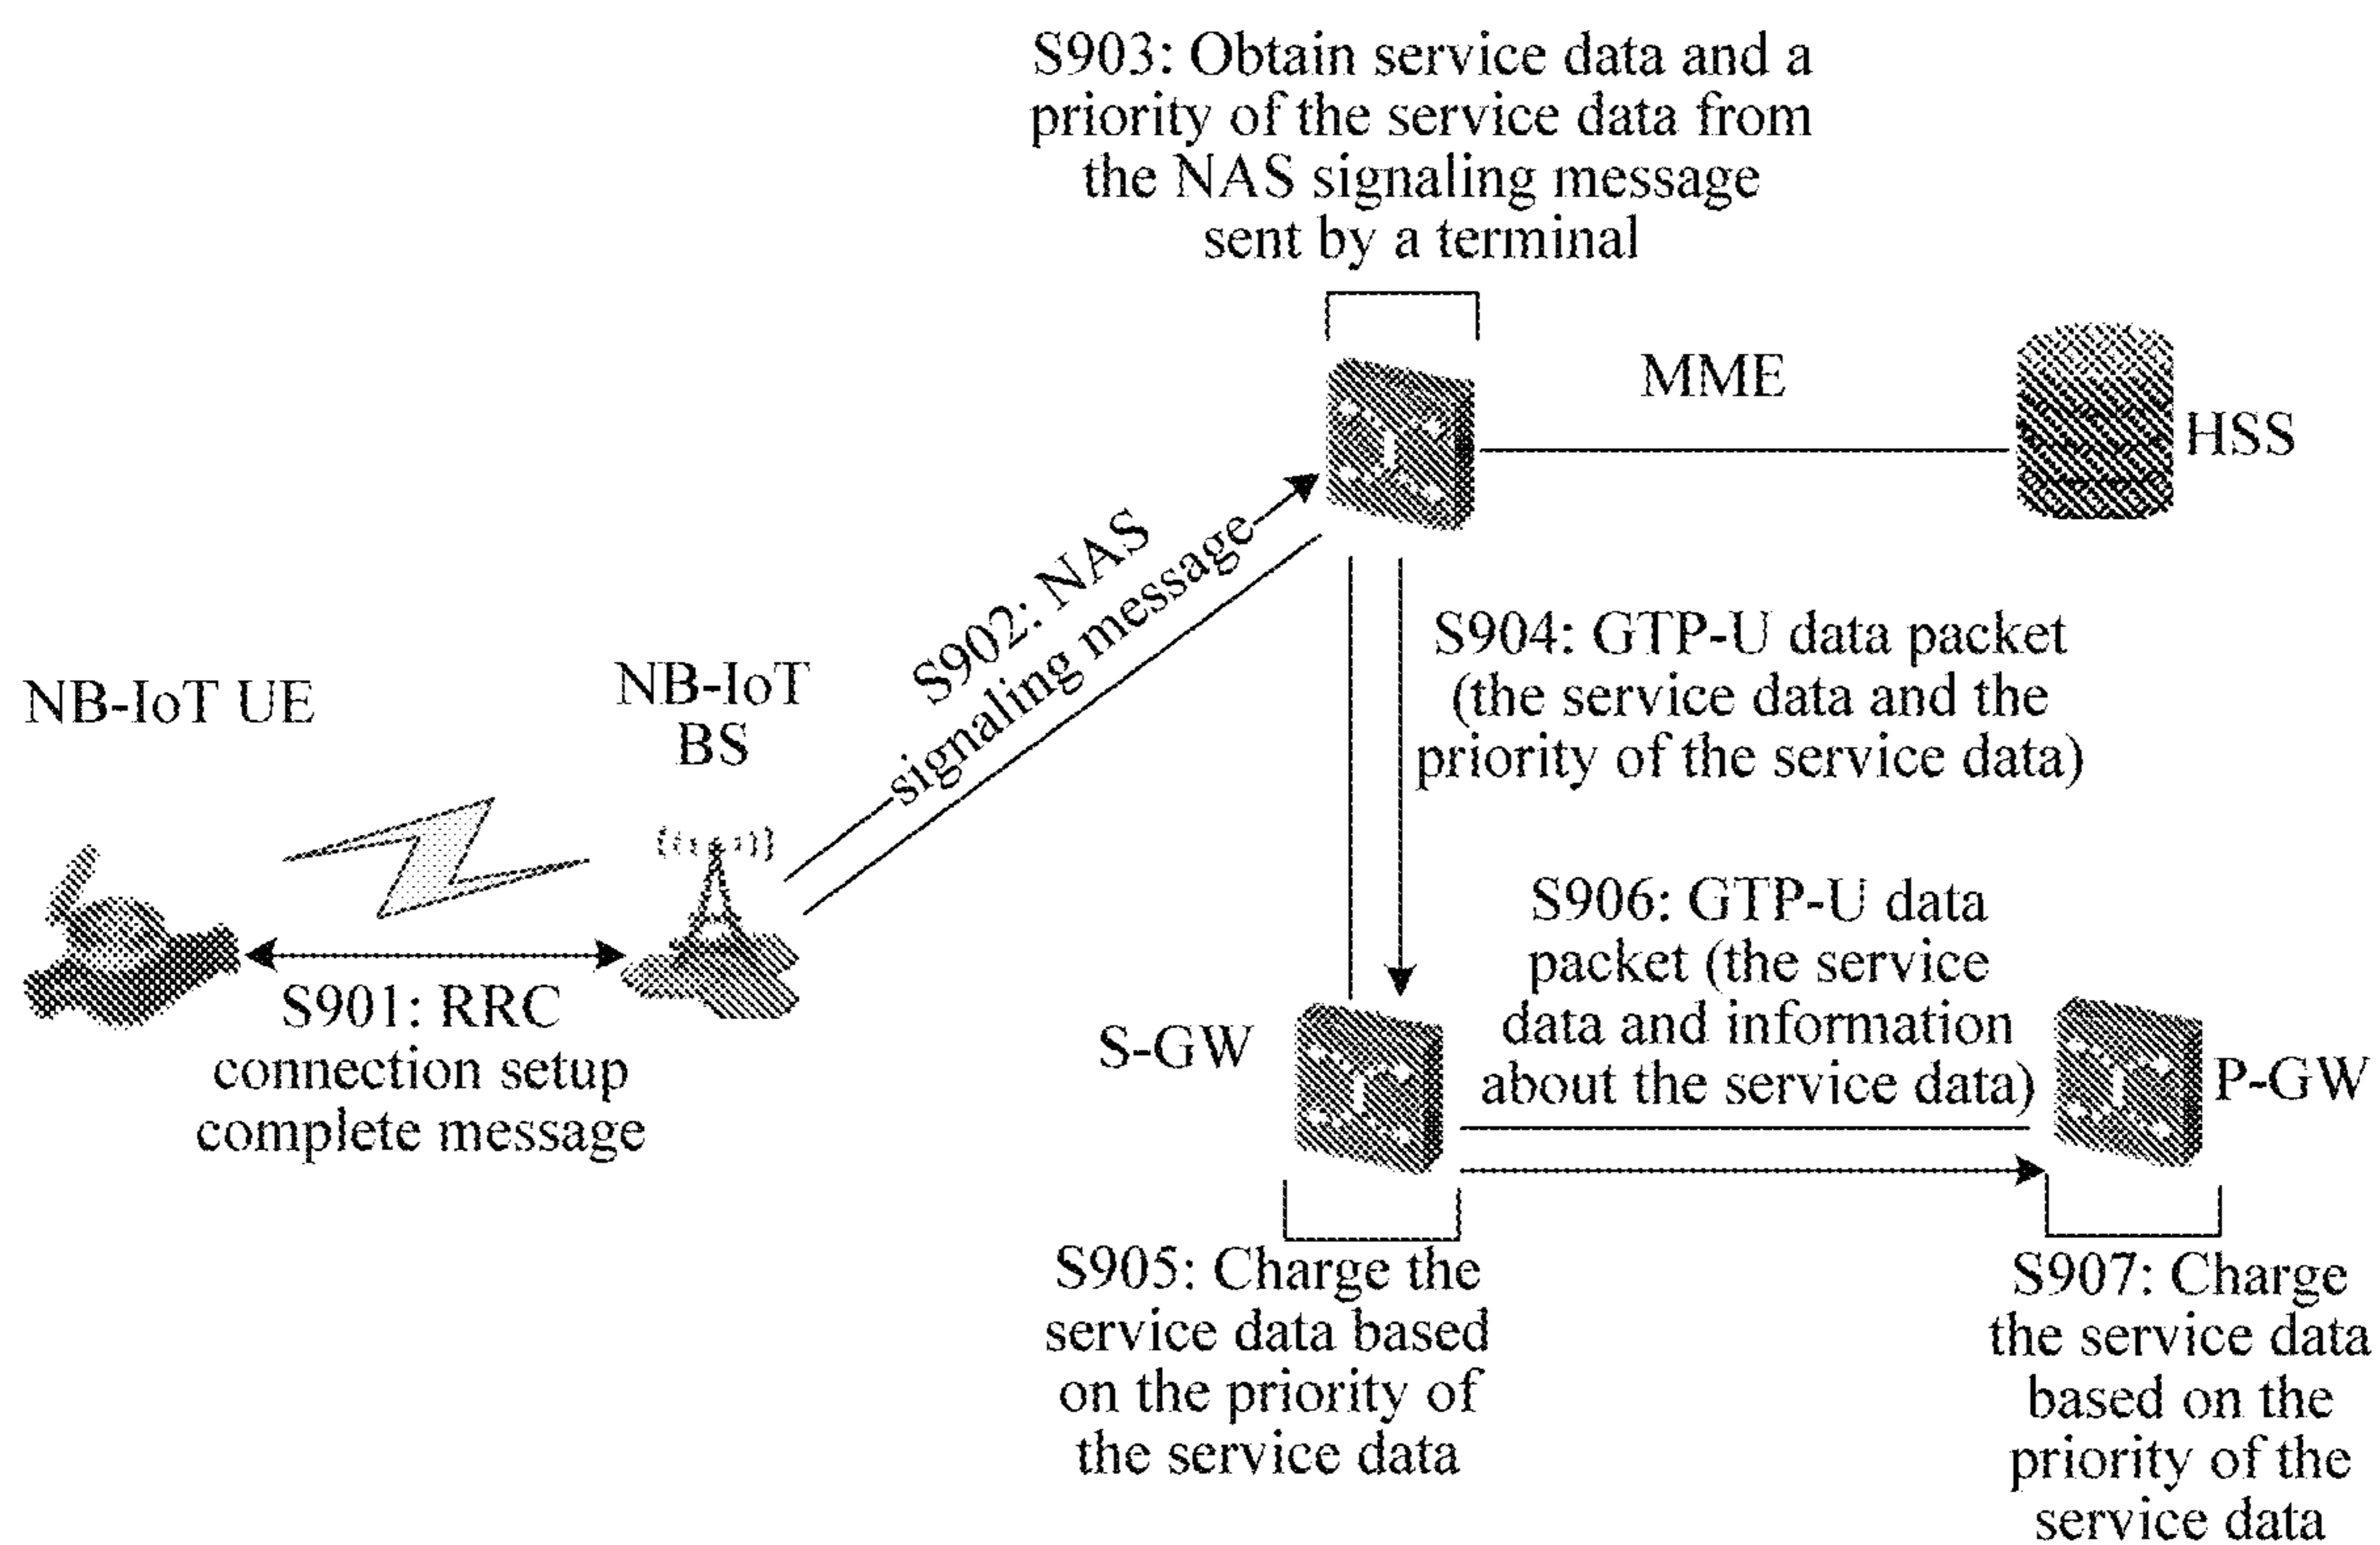 S903: Obtain service data and a
priority of the service data from
the NAS signaling message
sent by a terminal
MME
HSS
S902: NAS
signaling message
S904: GTP-U data packet
(the service data and the
priority of the service data)
NB-IoT UE
NB-IoT
BS
S901: RRC
connection setup
complete message
S-GW
S906: GTP-U data
packet (the service
data and information
about the service data)
P-GW
S905: Charge the
service data based
on the priority of
the service data
S907: Charge
the service data
based on the
priority of the
service data